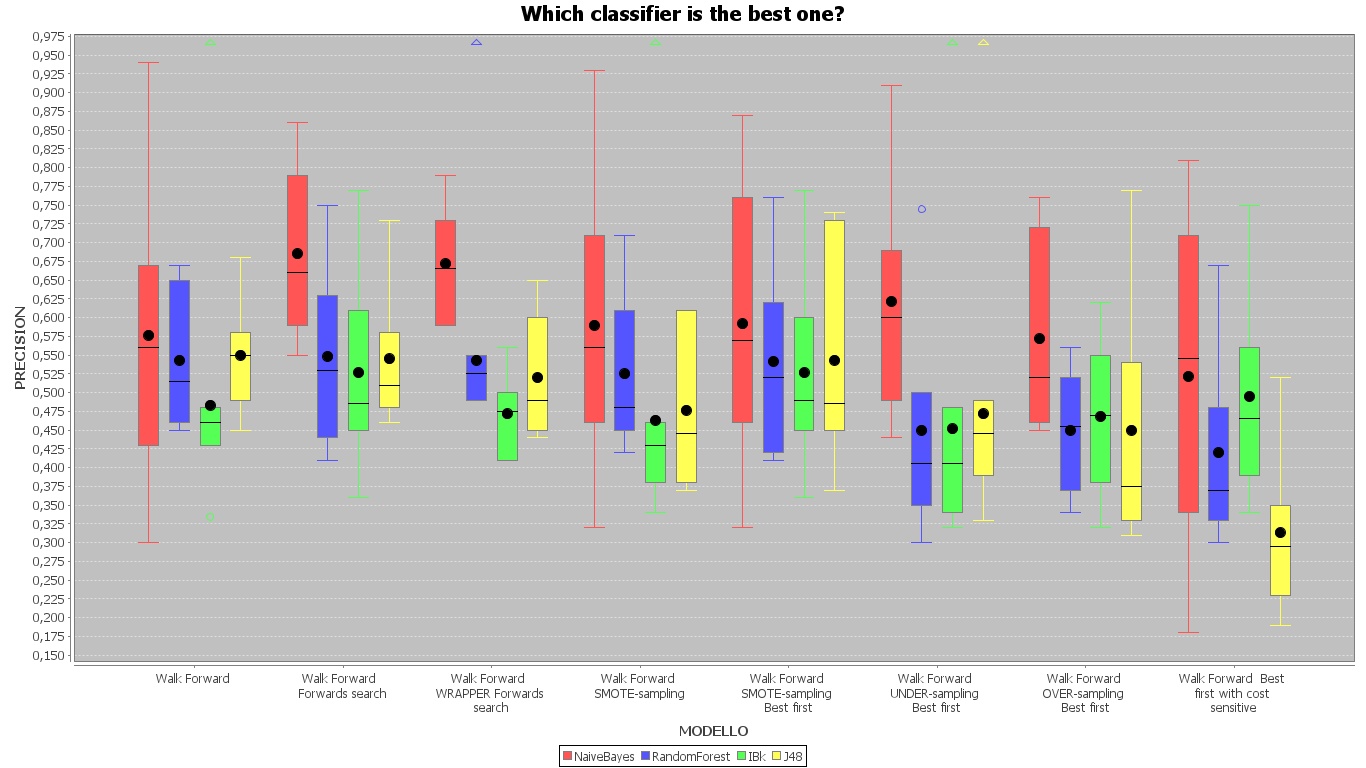 Which classifier is the best one?
0,975
0,950
0,925
0,900
0,875
0,850
0,825
0,800
0,775
0,750
0,725
0,700
0,675
0,650
0,625
0,600
0,575
0,550
0,525
0,500
0,475
0,450
0,425
0,400
0,375
0,350
0,325
0,300
0,275
0,250
0,225
0,200
0,175
0,150
PRECISION
Walk Forward
Walk Forward
Forwards search
Walk Forward
WRAPPER Forwards
search
Walk Forward
SMOTE-sampling
Walk Forward
SMOTE-sampling
Best first
Walk Forward
UNDER-sampling
Best first
Walk Forward
OVER-sampling
Best first
Walk Forward Best
first with cost
sensitive
MODELLO
NaiveBayes RandomForest IBk J48